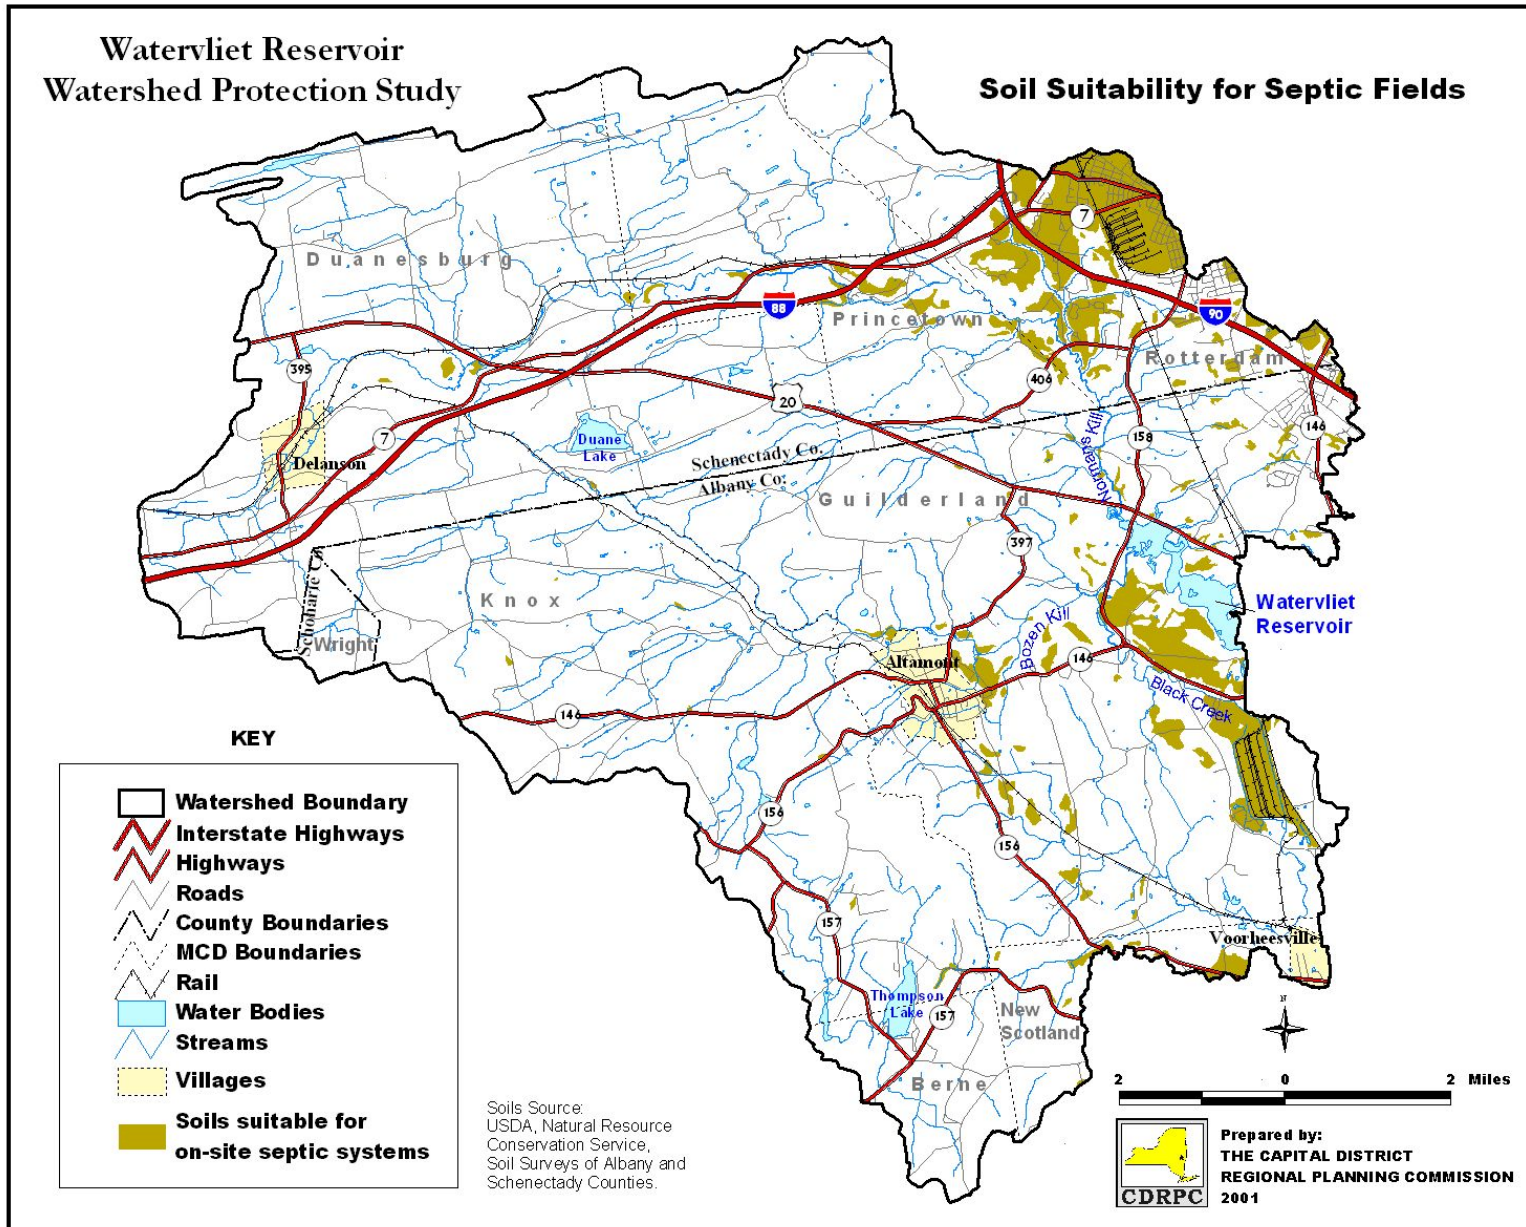 Watervliet Reservoir
Watershed Protection Study
Soil Suitability for Septic Fields
7
Duanesburg
88
Princetown
90
Rotterdam
395
406
20
Normans Kill
158
146
Duane
Lake
7
Delanson
Schenectady Co.
Albany Co.
Guilderland
397
Schoharie Co.
Knox
Wright
Watervliet
Reservoir
Bozen Kill
Altamont
146
Black Creek
146
156
156
157
Voorheesville
Thompson
Lake
157
New
Scotland
Berne
KEY
Watershed Boundary
Interstate Highways
Highways
Roads
County Boundaries
MCD Boundaries
Rail
Water Bodies
Streams
Villages
Soils suitable for
on-site septic systems
Soils Source:
USDA, Natural Resource
Conservation Service,
Soil Surveys of Albany and
Schenectady Counties.
N
2 0 2 Miles
CDRPC
Prepared by:
THE CAPITAL DISTRICT
REGIONAL PLANNING COMMISSION
2001